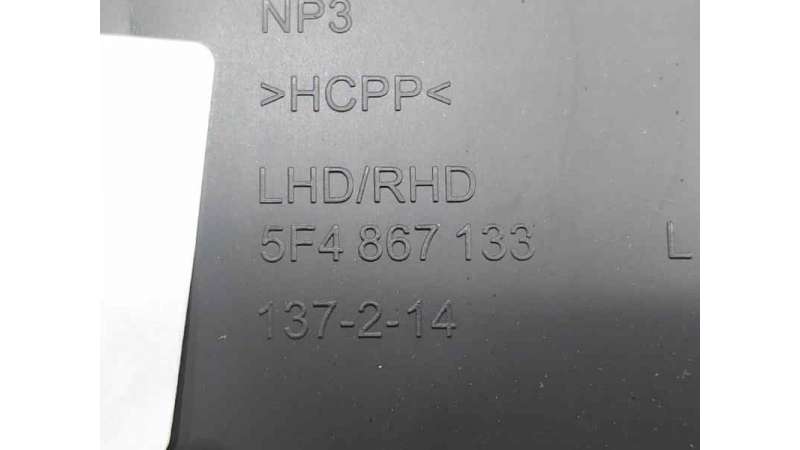 NP3
>HCPP<
LHD/RHD
5F4 867 133 L
137-2-14